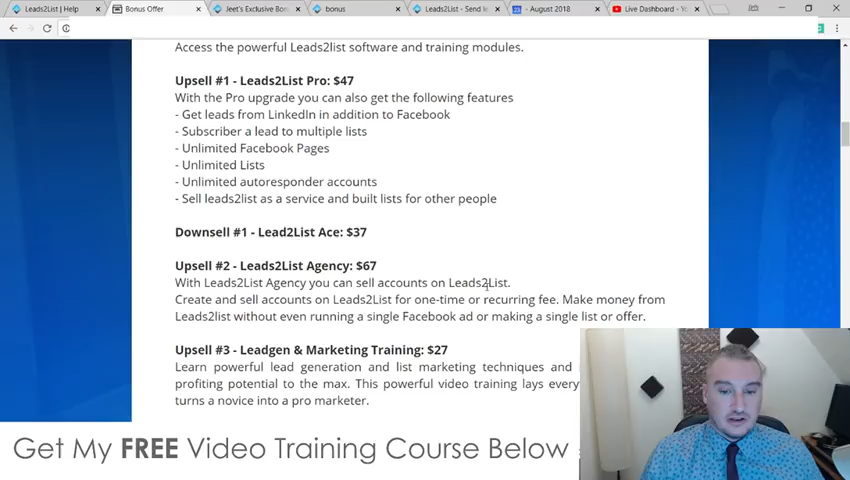 Leads2List | Help
Bonus Offer
Jeet's Exclusive Bon
bonus
Leads2List - Send le
23 - August 2018
Live Dashboard - Yo
Access the powerful Leads2list software and training modules.
Upsell #1 - Leads2List Pro: $47
With the Pro upgrade you can also get the following features
- Get leads from LinkedIn in addition to Facebook
- Subscriber a lead to multiple lists
- Unlimited Facebook Pages
- Unlimited Lists
- Unlimited autoresponder accounts
- Sell leads2list as a service and built lists for other people
Downsell #1 - Lead2List Ace: $37
Upsell #2 - Leads2List Agency: $67
With Leads2List Agency you can sell accounts on Leads2List.
Create and sell accounts on Leads2List for one-time or recurring fee. Make money from
Leads2list without even running a single Facebook ad or making a single list or offer.
Upsell #3 - Leadgen & Marketing Training: $27
Learn powerful lead generation and list marketing techniques and
profiting potential to the max. This powerful video training lays every
turns a novice into a pro marketer.
Get My FREE Video Training Course Below